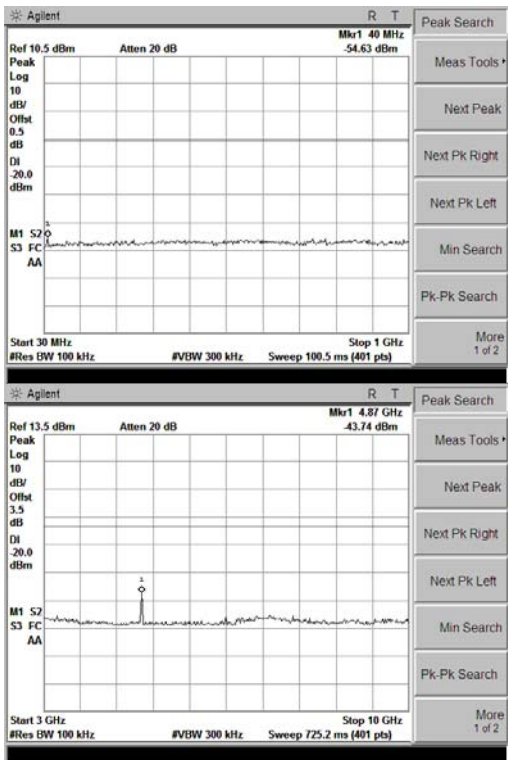 Agilent R T
Mkr1 40 MHz
Ref 10.5 dBm Atten 20 dB -54.63 dBm
Peak
Log
10
dB/
Offst
0.5
dB
DI
-20.0
dBm
1
M1 S2
S3 FC
AA
Start 30 MHz Stop 1 GHz
#Res BW 100 kHz #VBW 300 kHz Sweep 100.5 ms (401 pts)
Peak Search
Meas Tools
Next Peak
Next Pk Right
Next Pk Left
Min Search
Pk-Pk Search
More
1 of 2
Agilent R T
Mkr1 4.87 GHz
Ref 13.5 dBm Atten 20 dB -43.74 dBm
Peak
Log
10
dB/
Offst
3.5
dB
DI
-20.0
dBm
1
M1 S2
S3 FC
AA
Start 3 GHz Stop 10 GHz
#Res BW 100 kHz #VBW 300 kHz Sweep 725.2 ms (401 pts)
Peak Search
Meas Tools
Next Peak
Next Pk Right
Next Pk Left
Min Search
Pk-Pk Search
More
1 of 2